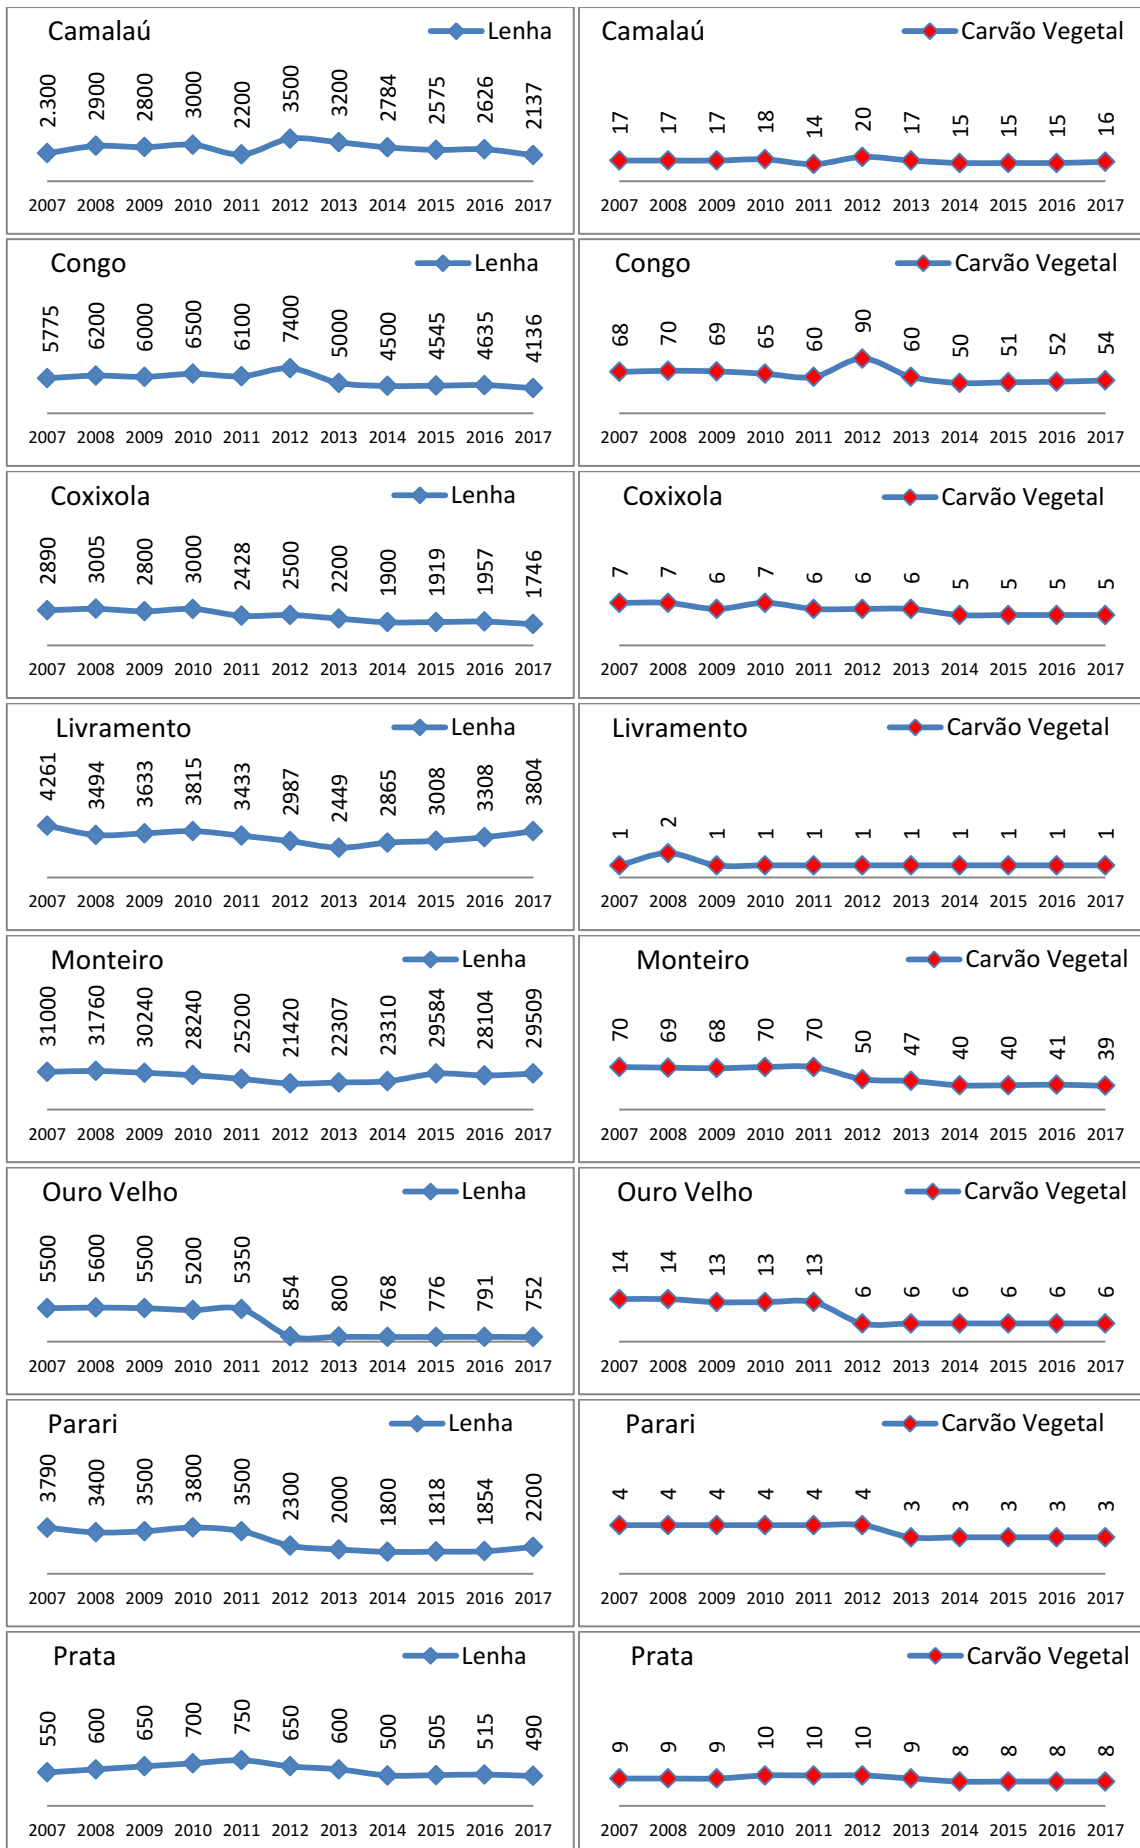 Camalaú Lenha
2.300 2900 2800 3000 2200 3500 3200 2784 2575 2626 2137
2007 2008 2009 2010 2011 2012 2013 2014 2015 2016 2017
Camalaú Carvão Vegetal
17 17 17 18 14 20 17 15 15 15 16
2007 2008 2009 2010 2011 2012 2013 2014 2015 2016 2017
Congo Lenha
5775 6200 6000 6500 6100 7400 5000 4500 4545 4635 4136
2007 2008 2009 2010 2011 2012 2013 2014 2015 2016 2017
Congo Carvão Vegetal
68 70 69 65 60 90 60 50 51 52 54
2007 2008 2009 2010 2011 2012 2013 2014 2015 2016 2017
Coxixola Lenha
2890 3005 2800 3000 2428 2500 2200 1900 1919 1957 1746
2007 2008 2009 2010 2011 2012 2013 2014 2015 2016 2017
Coxixola Carvão Vegetal
7 7 6 7 6 6 6 5 5 5 5
2007 2008 2009 2010 2011 2012 2013 2014 2015 2016 2017
Livramento Lenha
4261 3494 3633 3815 3433 2987 2449 2865 3008 3308 3804
2007 2008 2009 2010 2011 2012 2013 2014 2015 2016 2017
Livramento Carvão Vegetal
1 2 1 1 1 1 1 1 1 1 1
2007 2008 2009 2010 2011 2012 2013 2014 2015 2016 2017
Monteiro Lenha
31000 31760 30240 28240 25200 21420 22307 23310 29584 28104 29509
2007 2008 2009 2010 2011 2012 2013 2014 2015 2016 2017
Monteiro Carvão Vegetal
70 69 68 70 70 50 47 40 40 41 39
2007 2008 2009 2010 2011 2012 2013 2014 2015 2016 2017
Ouro Velho Lenha
5500 5600 5500 5200 5350 854 800 768 776 791 752
2007 2008 2009 2010 2011 2012 2013 2014 2015 2016 2017
Ouro Velho Carvão Vegetal
14 14 13 13 13 6 6 6 6 6 6
2007 2008 2009 2010 2011 2012 2013 2014 2015 2016 2017
Parari Lenha
3790 3400 3500 3800 3500 2300 2000 1800 1818 1854 2200
2007 2008 2009 2010 2011 2012 2013 2014 2015 2016 2017
Parari Carvão Vegetal
4 4 4 4 4 4 3 3 3 3 3
2007 2008 2009 2010 2011 2012 2013 2014 2015 2016 2017
Prata Lenha
550 600 650 700 750 650 600 500 505 515 490
2007 2008 2009 2010 2011 2012 2013 2014 2015 2016 2017
Prata Carvão Vegetal
9 9 9 10 10 10 9 8 8 8 8
2007 2008 2009 2010 2011 2012 2013 2014 2015 2016 2017